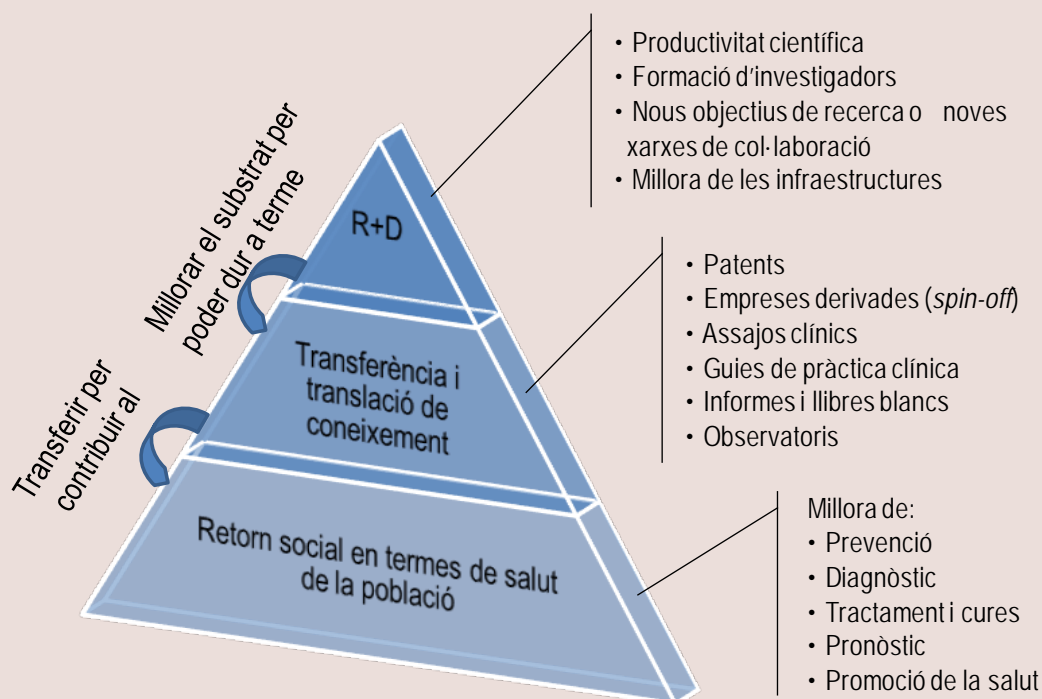 • Productivitat científica
• Formació d'investigadors
• Nous objectius de recerca o noves
xarxes de col·laboració
• Millora de les infraestructures
Millorar el substrat per
poder dur a terme
R+D
• Patents
• Empreses derivades (spin-off)
• Assajos clínics
• Guies de pràctica clínica
• Informes i llibres blancs
• Observatoris
Transferir per
contribuir al
Transferència i
translació de
coneixement
Retorn social en termes de salut
de la població
Millora de:
• Prevenció
• Diagnòstic
• Tractament i cures
• Pronòstic
• Promoció de la salut